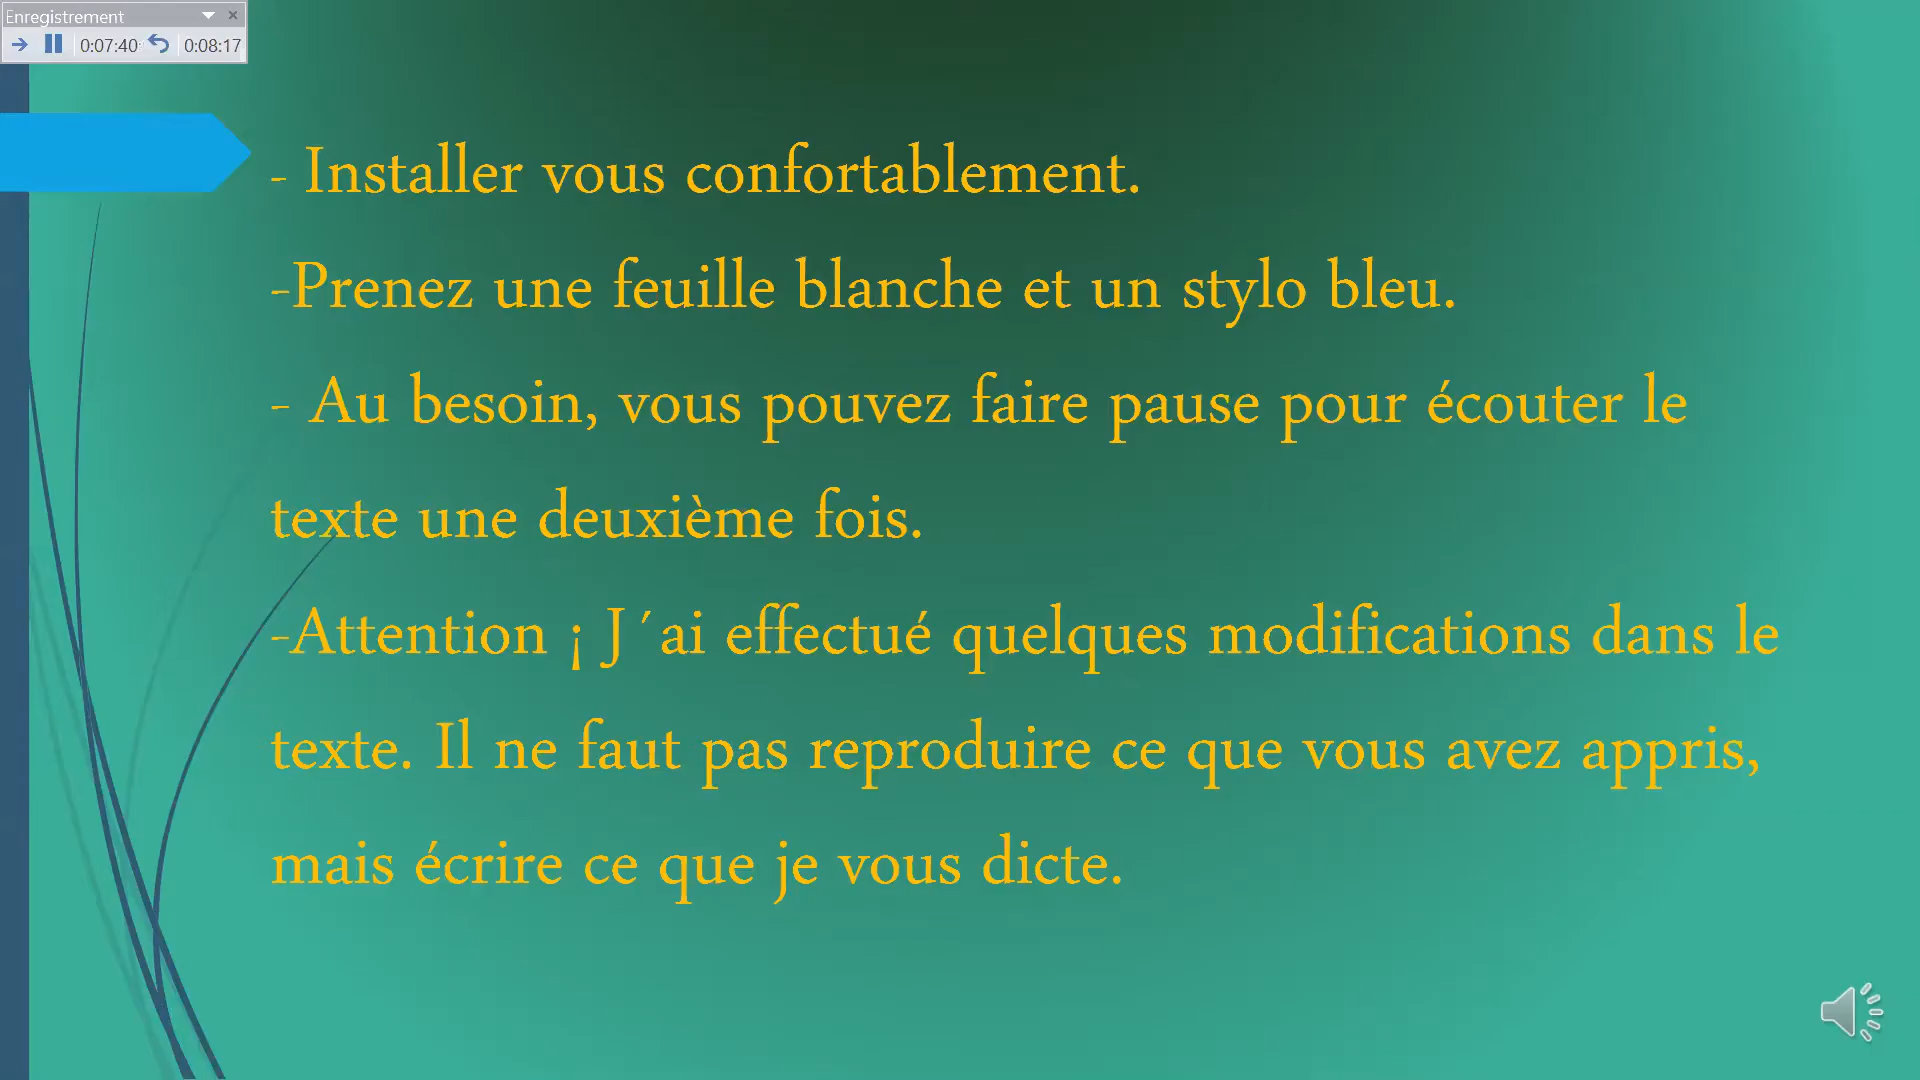 Enregistrement
0:07:40 0:08:17
- Installer vous confortablement.
-Prenez une feuille blanche et un stylo bleu.
- Au besoin, vous pouvez faire pause pour écouter le
texte une deuxième fois.
-Attention ¡ J´ai effectué quelques modifications dans le
texte. Il ne faut pas reproduire ce que vous avez appris,
mais écrire ce que je vous dicte.